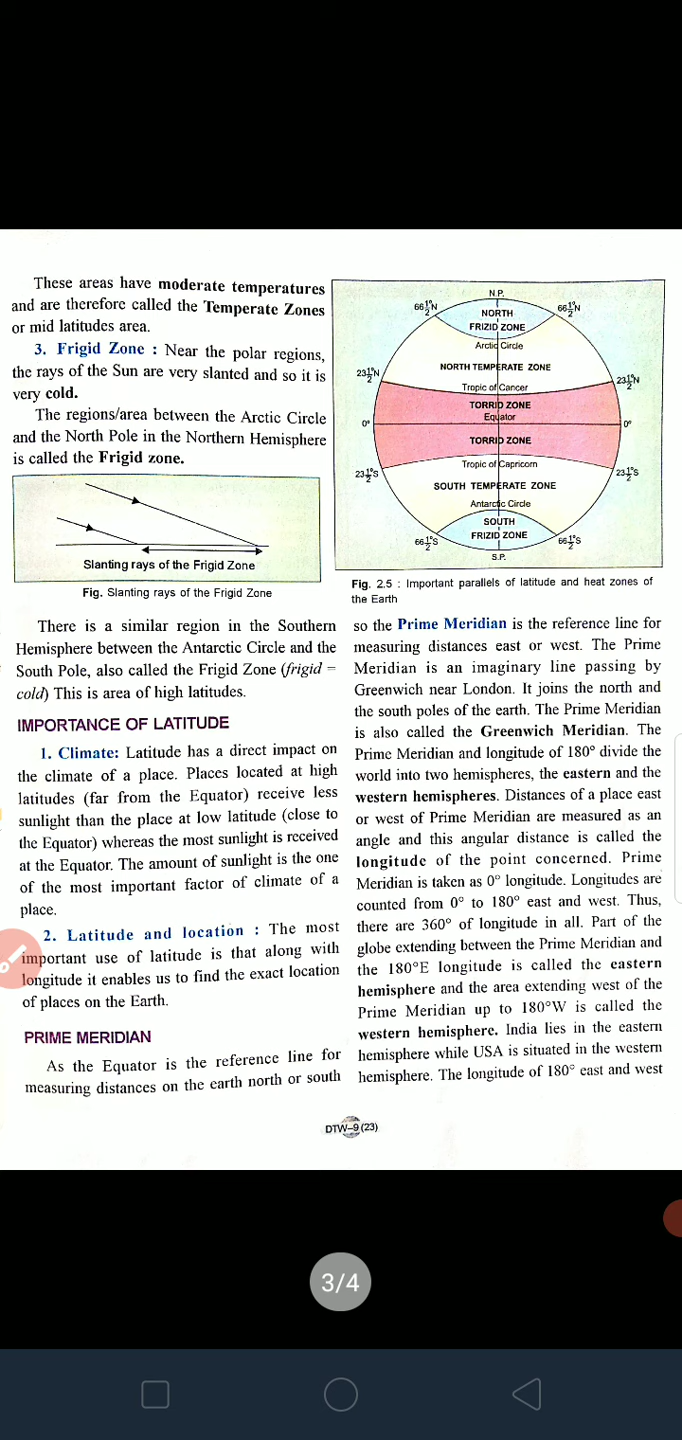 These areas have moderate temperatures
and are therefore called the Temperate Zones
or mid latitudes area.
3. Frigid Zone : Near the polar regions,
the rays of the Sun are very slanted and so it is
very cold.
The regions/area between the Arctic Circle
and the North Pole in the Northern Hemisphere
is called the Frigid zone.
Slanting rays of the Frigid Zone
Fig. Slanting rays of the Frigid Zone
There is a similar region in the Southern
Hemisphere between the Antarctic Circle and the
South Pole, also called the Frigid Zone (frigid =
cold) This is area of high latitudes.
IMPORTANCE OF LATITUDE
1. Climate: Latitude has a direct impact on
the climate of a place. Places located at high
latitudes (far from the Equator) receive less
sunlight than the place at low latitude (close to
the Equator) whereas the most sunlight is received
at the Equator. The amount of sunlight is the one
of the most important factor of climate of a
place.
2. Latitude and location : The most
important use of latitude is that along with
longitude it enables us to find the exact location
of places on the Earth.
PRIME MERIDIAN
As the Equator is the reference line for
measuring distances on the earth north or south
N.P.
66½°N
66½°N
NORTH
FRIZID ZONE
Arctic Circle
NORTH TEMPERATE ZONE
23½°N
23½°N
Tropic of Cancer
TORRID ZONE
Equator
0°
0°
TORRID ZONE
Tropic of Capricorn
23½°S
23½°S
SOUTH TEMPERATE ZONE
Antarctic Circle
SOUTH
FRIZID ZONE
66½°S
66½°S
S.P.
Fig. 2.5 : Important parallels of latitude and heat zones of
the Earth
so the Prime Meridian is the reference line for
measuring distances east or west. The Prime
Meridian is an imaginary line passing by
Greenwich near London. It joins the north and
the south poles of the earth. The Prime Meridian
is also called the Greenwich Meridian. The
Prime Meridian and longitude of 180° divide the
world into two hemispheres, the eastern and the
western hemispheres. Distances of a place east
or west of Prime Meridian are measured as an
angle and this angular distance is called the
longitude of the point concerned. Prime
Meridian is taken as 0° longitude. Longitudes are
counted from 0° to 180° east and west. Thus,
there are 360° of longitude in all. Part of the
globe extending between the Prime Meridian and
the 180°E longitude is called the eastern
hemisphere and the area extending west of the
Prime Meridian up to 180°W is called the
western hemisphere. India lies in the eastern
hemisphere while USA is situated in the western
hemisphere. The longitude of 180° east and west
DTW–9 (23)
3/4